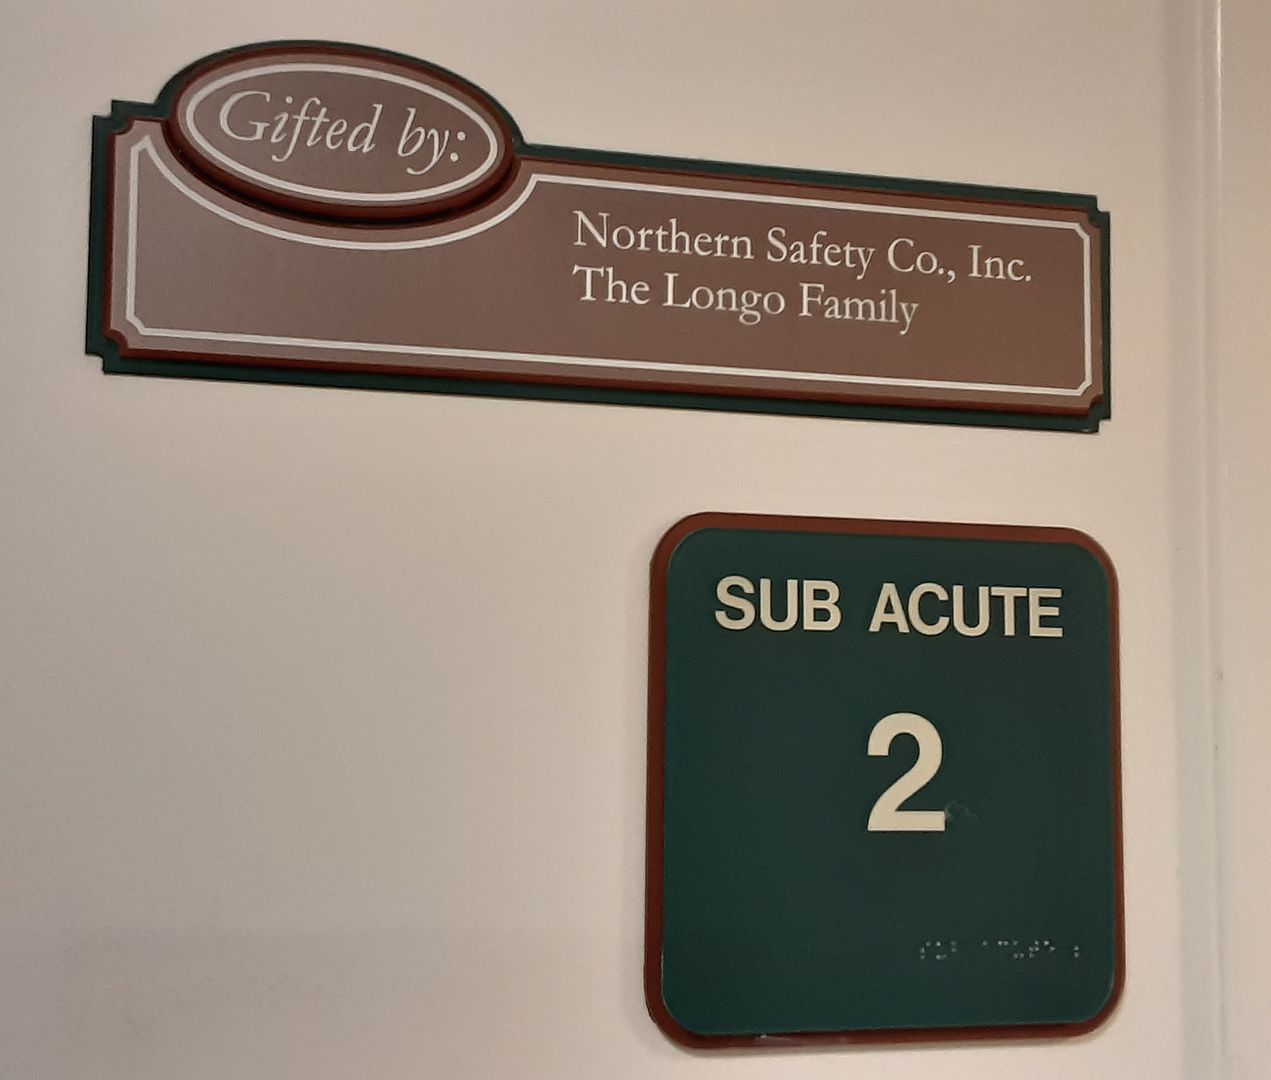 Gifted by:
Northern Safety Co., Inc.
The Longo Family
SUB ACUTE
2